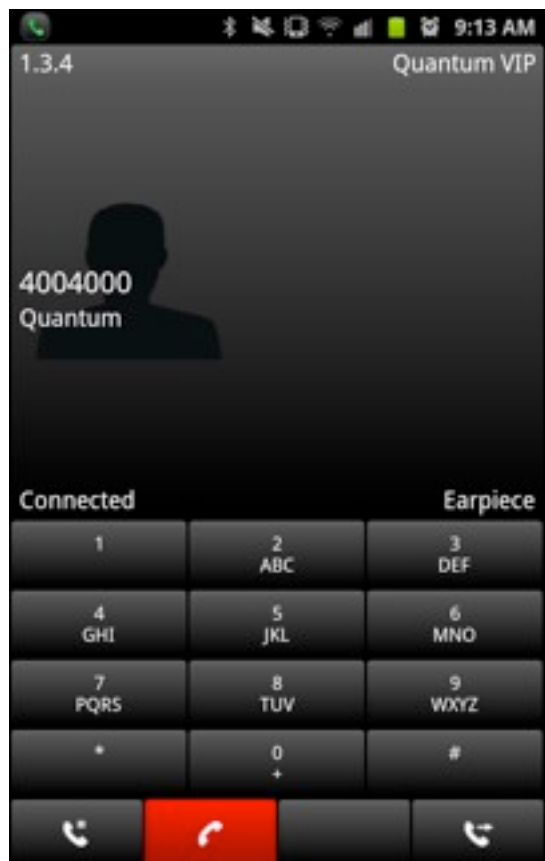 9:13 AM
1.3.4 Quantum VIP
4004000
Quantum
Connected Earpiece
1 2 3
ABC DEF
4 5 6
GHI JKL MNO
7 8 9
PQRS TUV WXYZ
* 0 #
+